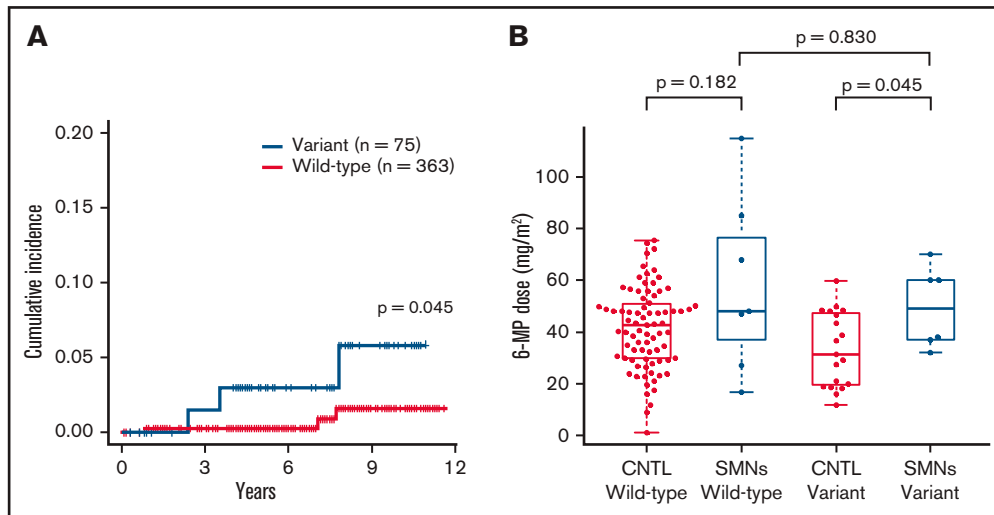 A
Cumulative incidence
0.20
0.15
0.10
0.05
0.00
Variant (n = 75)
Wild-type (n = 363)
p = 0.045
0 3 6 9 12
Years
B
p = 0.830
p = 0.182
p = 0.045
6-MP dose (mg/m²)
100
80
60
40
20
0
CNTL SMNs CNTL SMNs
Wild-type Wild-type Variant Variant